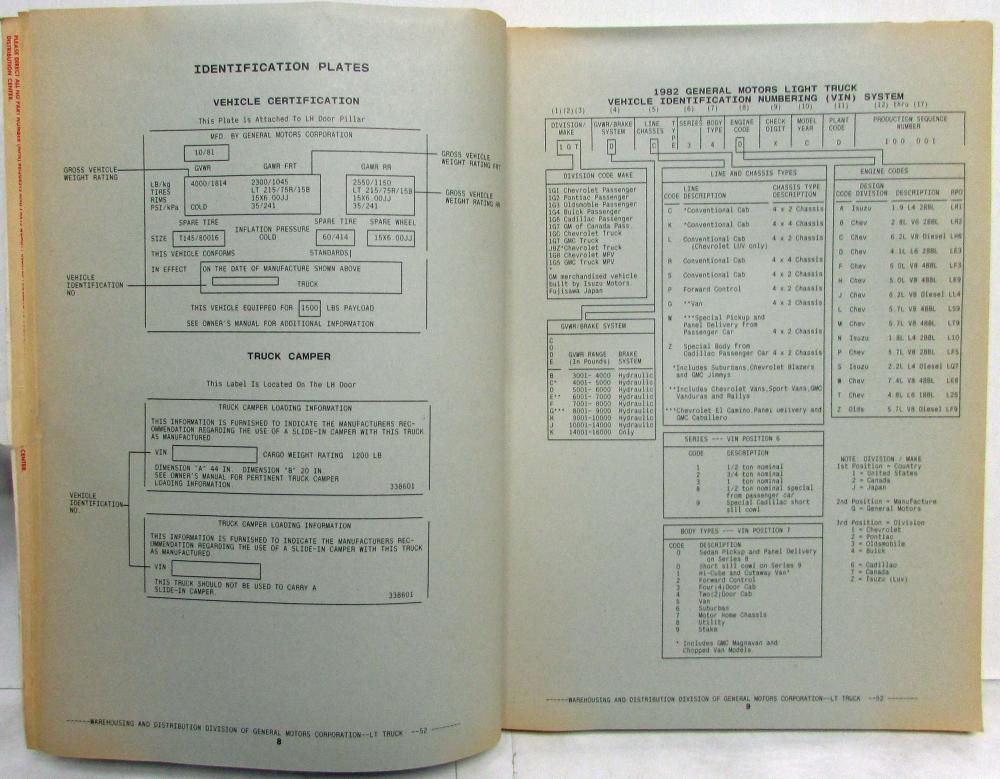 PLEASE DIRECT ALL NO PART NUMBER
DISTRIBUTION CENTER.
CENTER.
IDENTIFICATION PLATES
VEHICLE CERTIFICATION
This Plate is Attached To LH Door Pillar
MFD. BY GENERAL MOTORS CORPORATION
10/81
GROSS VEHICLE
WEIGHT RATING
GVWR GAWR FRT GAWR RR
GROSS VEHICLE
WEIGHT RATING FRT
LB/kg 4000/1814 2300/1045 2550/1150
TIRES LT 215/75R/15B LT 215/75R/15B
RIMS 15X6.00JJ 15X6.00JJ
PSI/kPa COLD 35/241 35/241
GROSS VEHICLE
WEIGHT RATING RR
SPARE TIRE SPARE TIRE SPARE WHEEL
SIZE T145/80016 INFLATION PRESSURE COLD 60/414 15X6.00JJ
THIS VEHICLE CONFORMS STANDARDS
IN EFFECT ON THE DATE OF MANUFACTURE SHOWN ABOVE
TRUCK
VEHICLE
IDENTIFICATION
NO
THIS VEHICLE EQUIPPED FOR 1500 LBS PAYLOAD
SEE OWNER'S MANUAL FOR ADDITIONAL INFORMATION
TRUCK CAMPER
This Label Is Located On The LH Door
TRUCK CAMPER LOADING INFORMATION
THIS INFORMATION IS FURNISHED TO INDICATE THE MANUFACTURERS REC-
OMMENDATION REGARDING THE USE OF A SLIDE-IN CAMPER WITH THIS TRUCK
AS MANUFACTURED
VIN CARGO WEIGHT RATING 1200 LB
DIMENSION "A" 44 IN. DIMENSION "B" 20 IN.
SEE OWNER'S MANUAL FOR PERTINENT TRUCK CAMPER
LOADING INFORMATION. 338601
VEHICLE
IDENTIFICATION
NO.
TRUCK CAMPER LOADING INFORMATION
THIS INFORMATION IS FURNISHED TO INDICATE THE MANUFACTURERS REC-
OMMENDATION REGARDING THE USE OF A SLIDE-IN CAMPER WITH THIS TRUCK
AS MANUFACTURED
VIN
THIS TRUCK SHOULD NOT BE USED TO CARRY A
SLIDE-IN CAMPER. 338601
------WAREHOUSING AND DISTRIBUTION DIVISION OF GENERAL MOTORS CORPORATION--LT TRUCK --52 -------
8
1982 GENERAL MOTORS LIGHT TRUCK
VEHICLE IDENTIFICATION NUMBERING (VIN) SYSTEM
(1)(2)(3) (4) (5) (6) (7) (8) (9) (10) (11) (12) thru (17)
DIVISION/ MAKE GVWR/BRAKE SYSTEM LINE CHASSIS TYPE SERIES BODY TYPE ENGINE CODE CHECK DIGIT MODEL YEAR PLANT CODE PRODUCTION SEQUENCE NUMBER
1GT D C 3 4 D X C D 100 001
DIVISION CODE MAKE
1G1 Chevrolet Passenger
1G2 Pontiac Passenger
1G3 Oldsmobile Passenger
1G4 Buick Passenger
1G6 Cadillac Passenger
1G7 GM of Canada Pass
1GC Chevrolet Truck
1GT GMC Truck
J8Z*Chevrolet Truck
1G8 Chevrolet MPV
1G5 GMC Truck MPV
*
GM merchandised vehicle
built by Isuzu Motors.
Fujisawa Japan
GVWR/BRAKE SYSTEM
CODE GVWR RANGE (In Pounds) BRAKE SYSTEM
B 3001- 4000 Hydraulic
C* 4001- 5000 Hydraulic
D 5001- 6000 Hydraulic
E** 6001- 7000 Hydraulic
F 7001- 8000 Hydraulic
G*** 8001- 9000 Hydraulic
H 9001-10000 Hydraulic
J 10001-14000 Hydraulic
K 14001-16000 Only
LINE AND CHASSIS TYPES
CODE LINE DESCRIPTION CHASSIS TYPE DESCRIPTION
C *Conventional Cab 4 x 2 Chassis
K *Conventional Cab 4 x 4 Chassis
L Conventional Cab 4 x 2 Chassis
(Chevrolet LUV only)
R Conventional Cab 4 x 4 Chassis
S Conventional Cab 4 x 2 Chassis
P Forward Control 4 x 2 Chassis
G **Van 4 x 2 Chassis
W ***Special Pickup and
Panel Delivery from
Passenger Car 4 x 2 Chassis
Z Special Body from
Cadillac Passenger Car 4 x 2 Chassis
*Includes Suburbans,Chevrolet Blazers
and GMC Jimmys
**Includes Chevrolet Vans,Sport Vans,GMC
Vanduras and Rallys
***Chevrolet El Camino,Panel Delivery and
GMC Caballero
SERIES --- VIN POSITION 6
CODE DESCRIPTION
1 1/2 ton nominal
2 3/4 ton nominal
3 1 ton nominal
8 1/2 ton nominal special
from passenger car
9 Special Cadillac short
sill cowl
BODY TYPES --- VIN POSITION 7
CODE DESCRIPTION
0 Sedan Pickup and Panel Delivery
on Series 8
0 Short sill cowl on Series 9
1 Hi-Cube and Cutaway Van*
2 Forward Control
3 Four(4)Door Cab
4 Two(2)Door Cab
5 Van
6 Suburban
7 Motor Home Chassis
8 Utility
9 Stake
* Includes GMC Magnavan and
Chopped Van Models.
ENGINE CODES
CODE DESIGN DIVISION DESCRIPTION RPO
A Isuzu 1.9 L4 2BBL LR1
B Chev 2.8L V6 2BBL LR2
C Chev 6.2L V8 Diesel LH6
D Chev 4.1L L6 2BBL LE3
F Chev 5.0L V8 4BBL LF3
H Chev 5.0L V8 4BBL LE9
J Chev 6.2L V8 Diesel LL4
L Chev 5.7L V8 4BBL LS9
M Chev 5.7L V8 4BBL LT9
N Isuzu 1.8L L4 2BBL L10
P Chev 5.7L V8 2BBL LF5
S Isuzu 2.2L L4 Diesel LQ7
W Chev 7.4L V8 4BBL LE8
T Chev 4.8L L6 1BBL L25
Z Olds 5.7L V8 Diesel LF9
NOTE: DIVISION / MAKE
1st Position = Country
1 = United States
2 = Canada
J = Japan
2nd Position = Manufacture
G = General Motors
3rd Position = Division
1 = Chevrolet
2 = Pontiac
3 = Oldsmobile
4 = Buick
6 = Cadillac
7 = Canada
Z = Isuzu (Luv)
------WAREHOUSING AND DISTRIBUTION DIVISION OF GENERAL MOTORS CORPORATION--LT TRUCK --52 -------
9